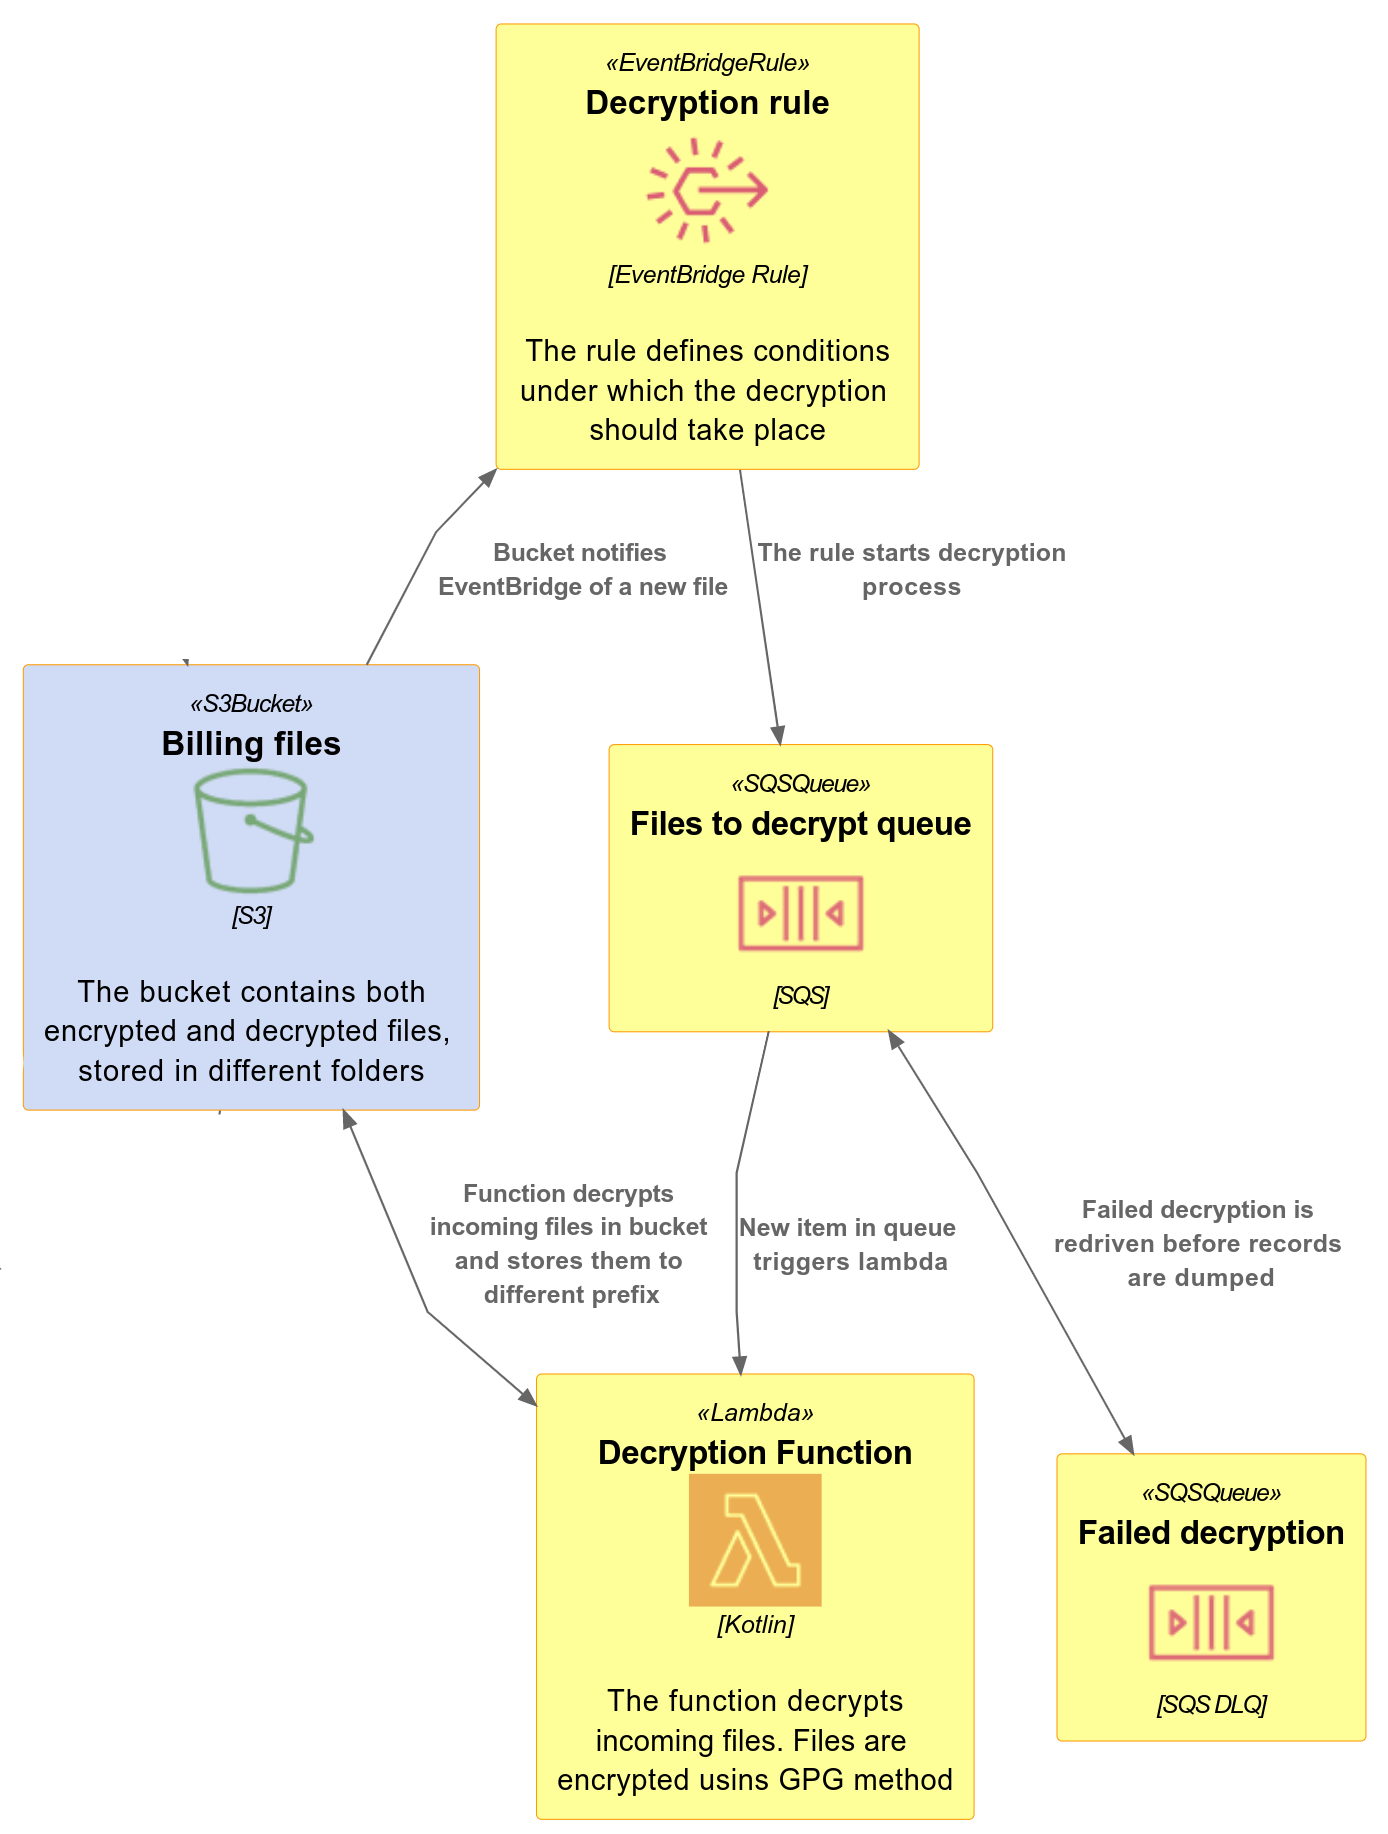 «EventBridgeRule»
Decryption rule
[EventBridge Rule]
The rule defines conditions
under which the decryption
should take place
Bucket notifies
EventBridge of a new file
The rule starts decryption
process
«S3Bucket»
Billing files
[S3]
The bucket contains both
encrypted and decrypted files,
stored in different folders
«SQSQueue»
Files to decrypt queue
[SQS]
Function decrypts
incoming files in bucket
and stores them to
different prefix
New item in queue
triggers lambda
Failed decryption is
redriven before records
are dumped
«Lambda»
Decryption Function
[Kotlin]
The function decrypts
incoming files. Files are
encrypted usins GPG method
«SQSQueue»
Failed decryption
[SQS DLQ]